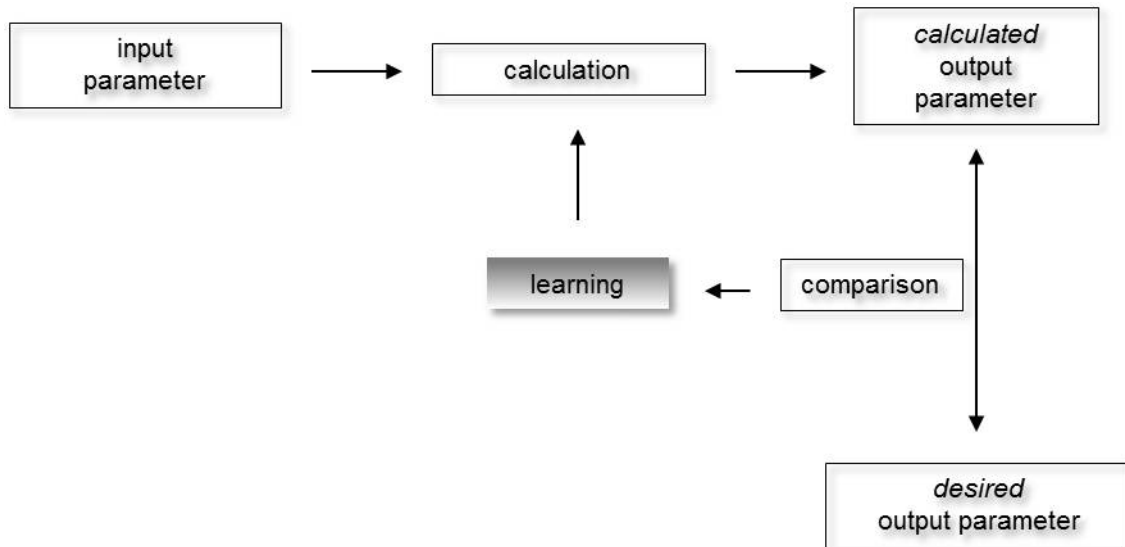 input
parameter
calculation
calculated
output
parameter
learning
comparison
desired
output parameter